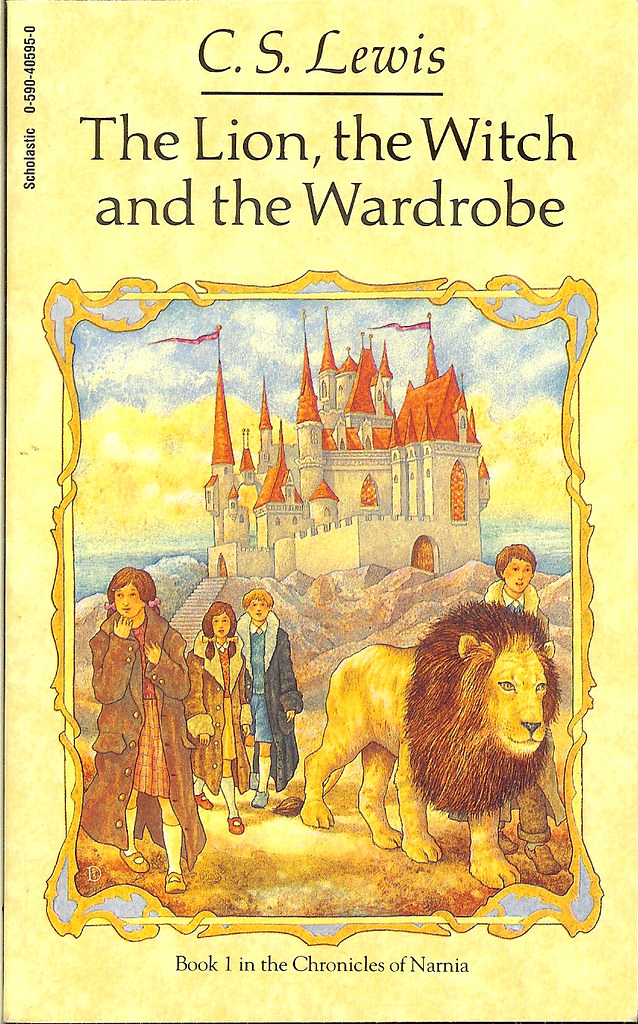 Scholastic 0-590-40595-0
C. S. Lewis
The Lion, the Witch
and the Wardrobe
Book 1 in the Chronicles of Narnia